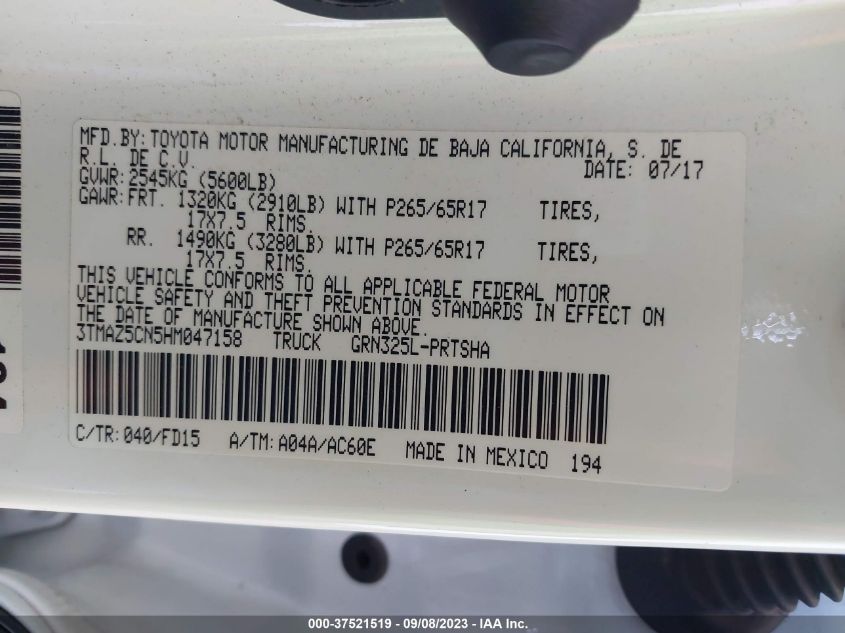 MFD.BY:TOYOTA MOTOR MANUFACTURING DE BAJA CALIFORNIA, S. DE
R.L. DE C.V. DATE: 07/17
GVWR:2545KG (5600LB)
GAWR:FRT. 1320KG (2910LB) WITH P265/65R17 TIRES,
17X7.5 RIMS.
RR. 1490KG (3280LB) WITH P265/65R17 TIRES,
17X7.5 RIMS.
THIS VEHICLE CONFORMS TO ALL APPLICABLE FEDERAL MOTOR
VEHICLE SAFETY AND THEFT PREVENTION STANDARDS IN EFFECT ON
THE DATE OF MANUFACTURE SHOWN ABOVE.
3TMAZ5CN5HM047158 TRUCK GRN325L-PRTSHA
C/TR:040/FD15 A/TM:A04A/AC60E MADE IN MEXICO 194
000-37521519 - 09/08/2023 - IAA Inc.